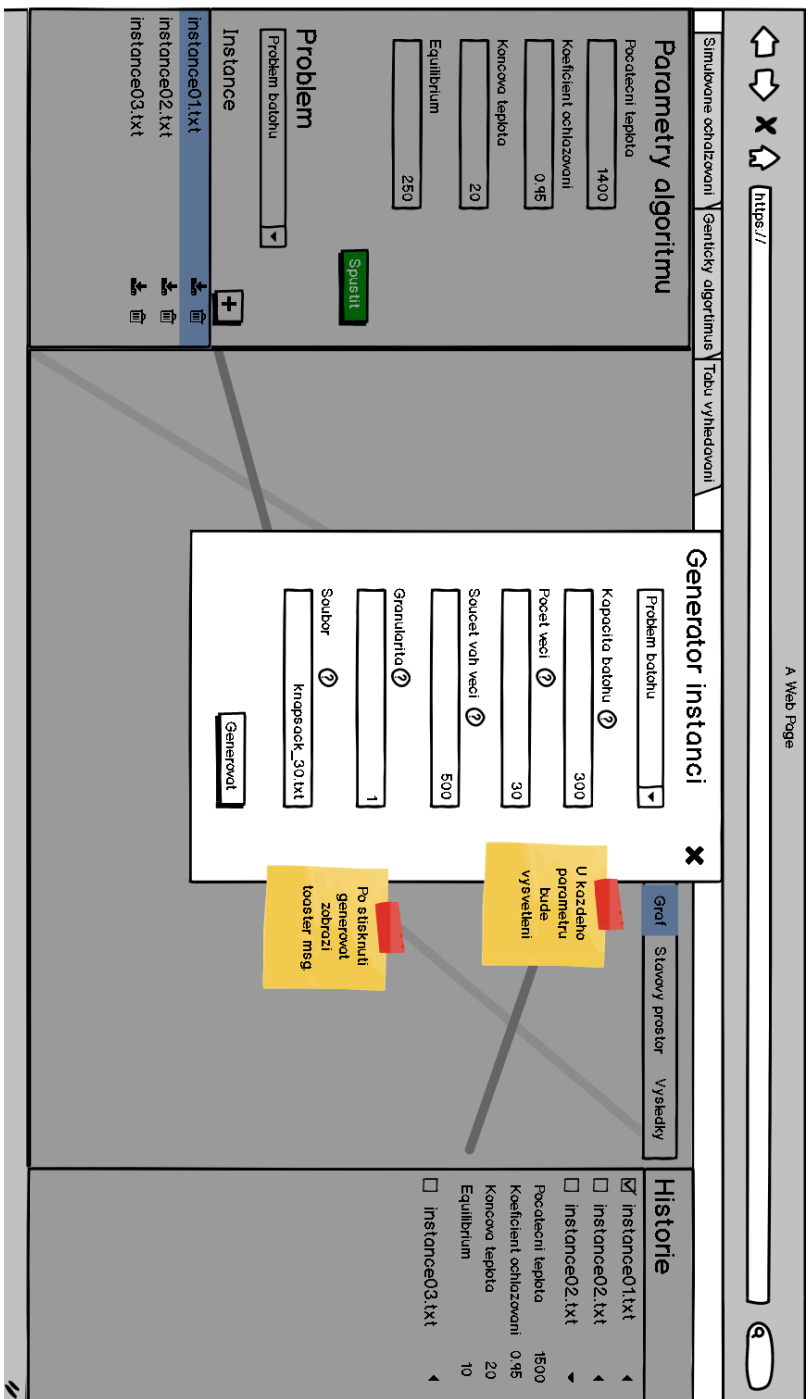 A Web Page
https://
Simulovane ochalzovani
Genticky algortimus
Tabu vyhledavani
Parametry algoritmu
Pocatecni teplota
1400
Koeficient ochlazovani
0.95
Koncova teplota
20
Equilibrium
250
Spustit
Problem
Problem batohu
Instance
+
instance01.txt
instance02.txt
instance03.txt
Generator instanci
Problem batohu
Kapacita batohu ?
300
Pocet veci ?
30
Soucet vah veci ?
500
Granularita ?
1
Soubor ?
knapsack_30.txt
Generovat
U kazdeho
parametru
bude
vysvetleni
Po stisknuti
generovat
zobrazi
toaster msg.
Graf
Stavovy prostor
Vysledky
Historie
instance01.txt
instance02.txt
instance02.txt
Pocatecni teplota 1500
Koeficient ochlazovani 0.95
Koncova teplota 20
Equilibrium 10
instance03.txt